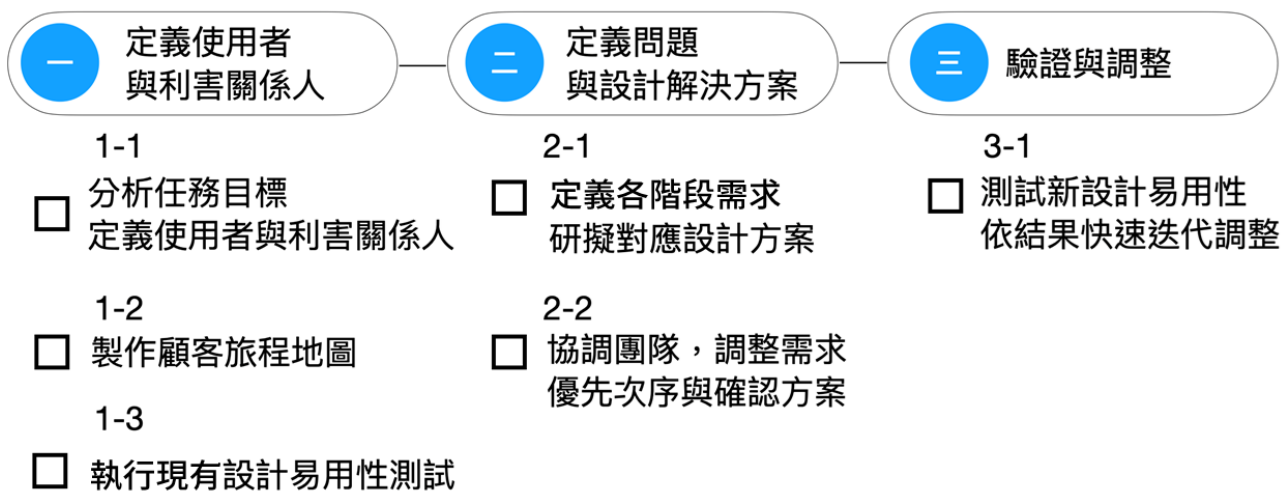 一
定義使用者
與利害關係人
1-1
分析任務目標
定義使用者與利害關係人
1-2
製作顧客旅程地圖
1-3
執行現有設計易用性測試
二
定義問題
與設計解決方案
2-1
定義各階段需求
研擬對應設計方案
2-2
協調團隊，調整需求
優先次序與確認方案
三
驗證與調整
3-1
測試新設計易用性
依結果快速迭代調整